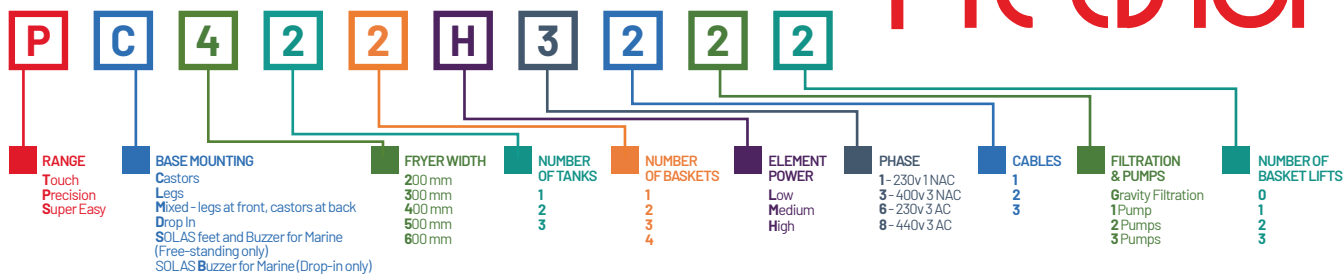 P C 4 2 2 H 3 2 2 2
RANGE
Touch
Precision
Super Easy
BASE MOUNTING
Castors
Legs
Mixed - legs at front, castors at back
Drop In
SOLAS feet and Buzzer for Marine
(Free-standing only)
SOLAS Buzzer for Marine (Drop-in only)
FRYER WIDTH
200 mm
300 mm
400 mm
500 mm
600 mm
NUMBER
OF TANKS
1
2
3
NUMBER
OF BASKETS
1
2
3
4
ELEMENT
POWER
Low
Medium
High
PHASE
1 - 230v 1 NAC
3 - 400v 3 NAC
6 - 230v 3 AC
8 - 440v 3 AC
CABLES
1
2
3
FILTRATION
& PUMPS
Gravity Filtration
1 Pump
2 Pumps
3 Pumps
NUMBER OF
BASKET LIFTS
0
1
2
3